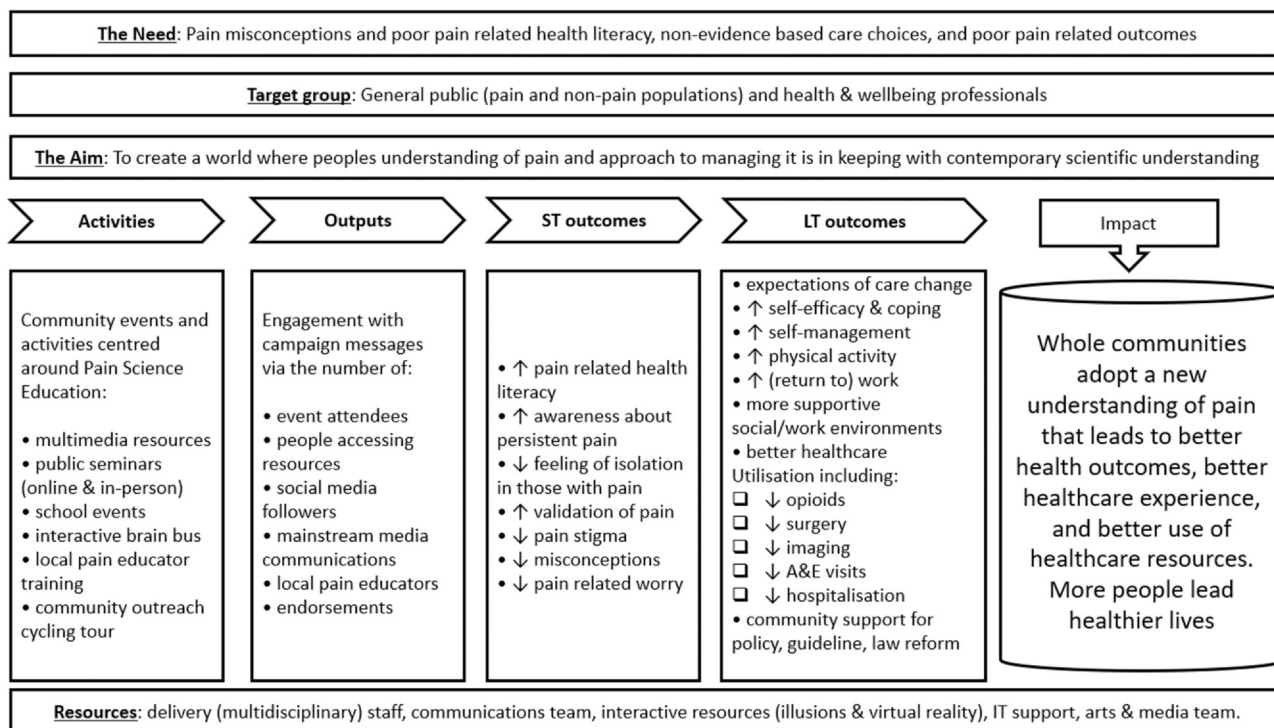 The Need: Pain misconceptions and poor pain related health literacy, non-evidence based care choices, and poor pain related outcomes
Target group: General public (pain and non-pain populations) and health & wellbeing professionals
The Aim: To create a world where peoples understanding of pain and approach to managing it is in keeping with contemporary scientific understanding
Activities
Community events and
activities centred
around Pain Science
Education:
• multimedia resources
• public seminars
(online & in-person)
• school events
• interactive brain bus
• local pain educator
training
• community outreach
cycling tour
Outputs
Engagement with
campaign messages
via the number of:
• event attendees
• people accessing
resources
• social media
followers
• mainstream media
communications
• local pain educators
• endorsements
ST outcomes
• ↑ pain related health
literacy
• ↑ awareness about
persistent pain
• ↓ feeling of isolation
in those with pain
• ↑ validation of pain
• ↓ pain stigma
• ↓ misconceptions
• ↓ pain related worry
LT outcomes
• expectations of care change
• ↑ self-efficacy & coping
• ↑ self-management
• ↑ physical activity
• ↑ (return to) work
• more supportive
social/work environments
• better healthcare
Utilisation including:
❑ ↓ opioids
❑ ↓ surgery
❑ ↓ imaging
❑ ↓ A&E visits
❑ ↓ hospitalisation
• community support for
policy, guideline, law reform
Impact
Whole communities
adopt a new
understanding of pain
that leads to better
health outcomes, better
healthcare experience,
and better use of
healthcare resources.
More people lead
healthier lives
Resources: delivery (multidisciplinary) staff, communications team, interactive resources (illusions & virtual reality), IT support, arts & media team.